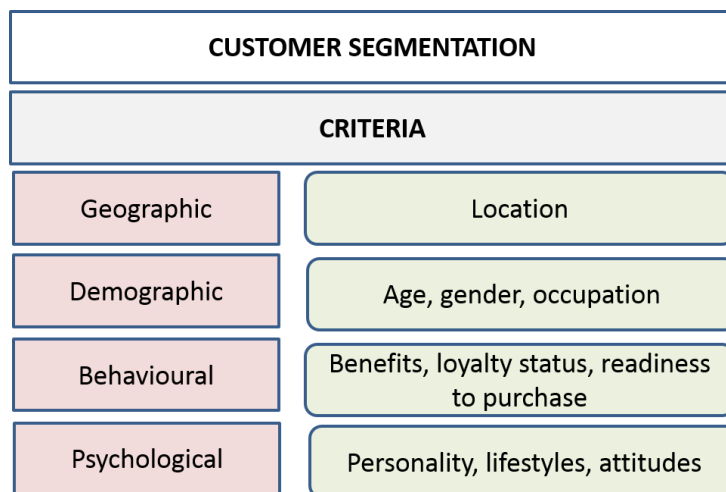 CUSTOMER SEGMENTATION
CRITERIA
Geographic
Location
Demographic
Age, gender, occupation
Behavioural
Benefits, loyalty status, readiness
to purchase
Psychological
Personality, lifestyles, attitudes